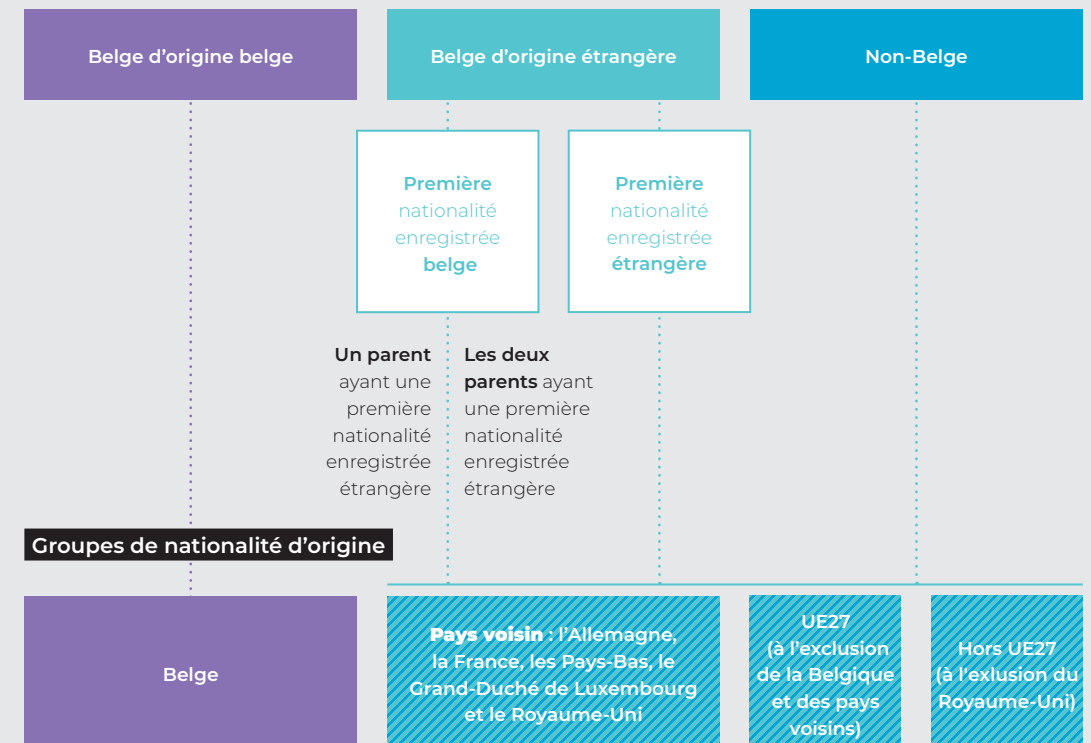 Belge d’origine belge
Belge d’origine étrangère
Non-Belge
Première
nationalité
enregistrée
belge
Première
nationalité
enregistrée
étrangère
Un parent
ayant une
première
nationalité
enregistrée
étrangère
Les deux
parents ayant
une première
nationalité
enregistrée
étrangère
Groupes de nationalité d’origine
Belge
Pays voisin : l’Allemagne,
la France, les Pays-Bas, le
Grand-Duché de Luxembourg
et le Royaume-Uni
UE27
(à l’exclusion
de la Belgique
et des pays
voisins)
Hors UE27
(à l'exlusion du
Royaume-Uni)